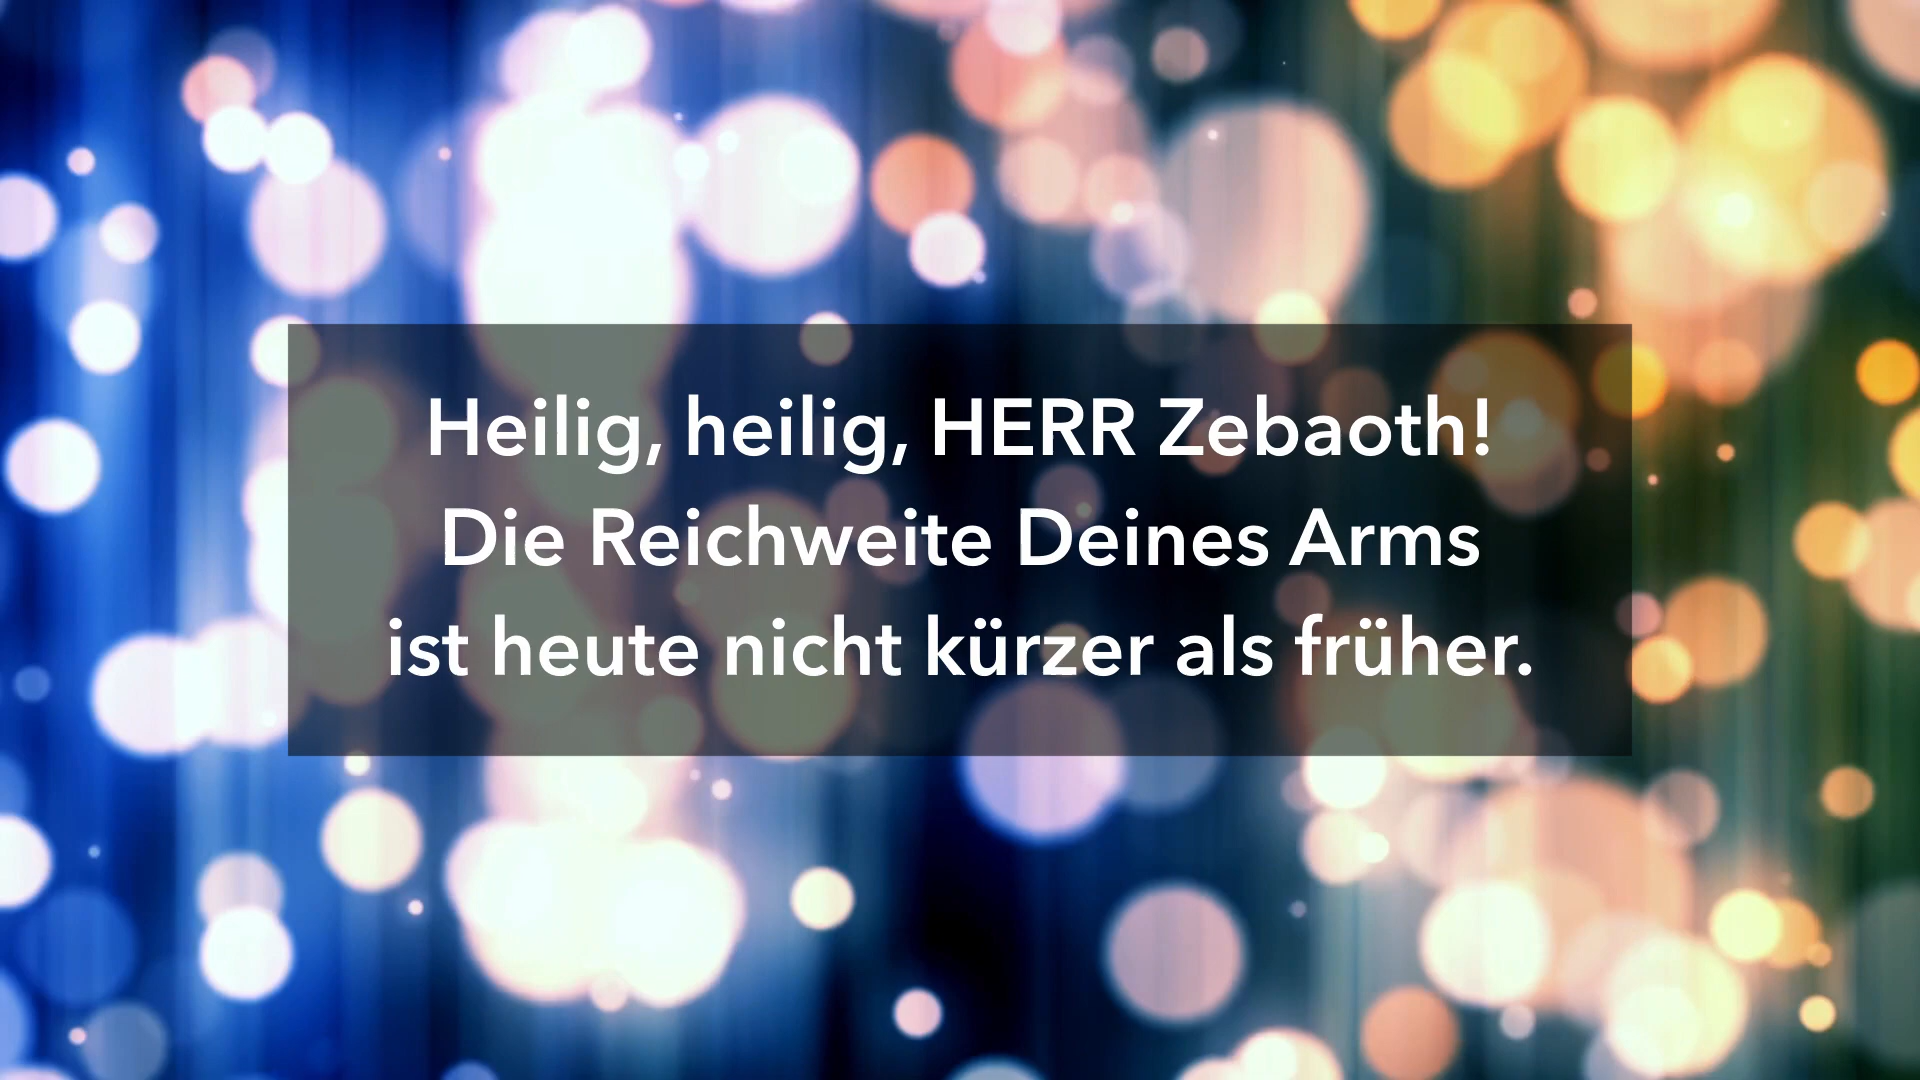 Heilig, heilig, HERR Zebaoth!
Die Reichweite Deines Arms
ist heute nicht kürzer als früher.